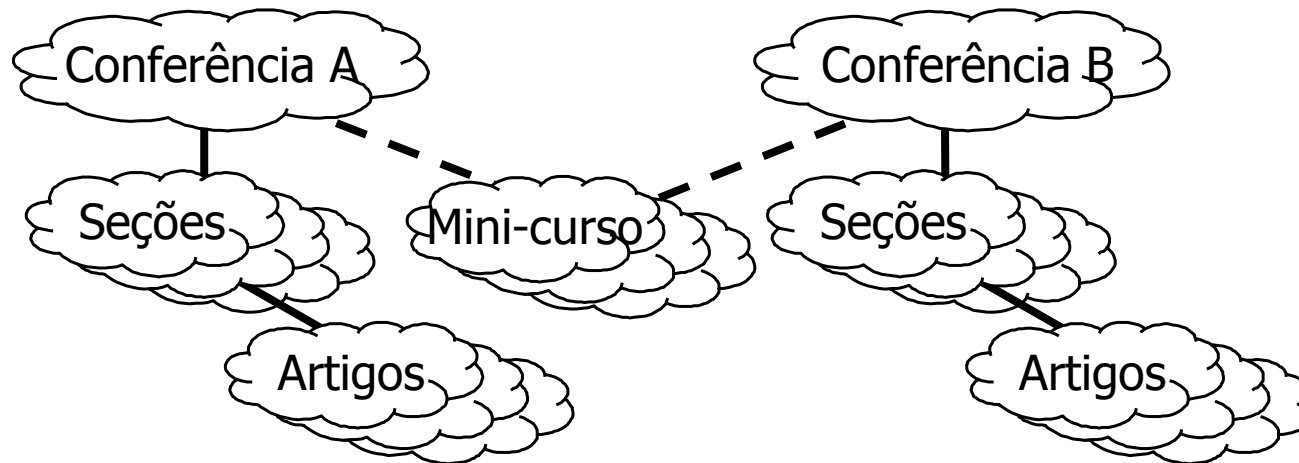 Conferência A
Conferência B
Seções
Mini-curso
Seções
Artigos
Artigos